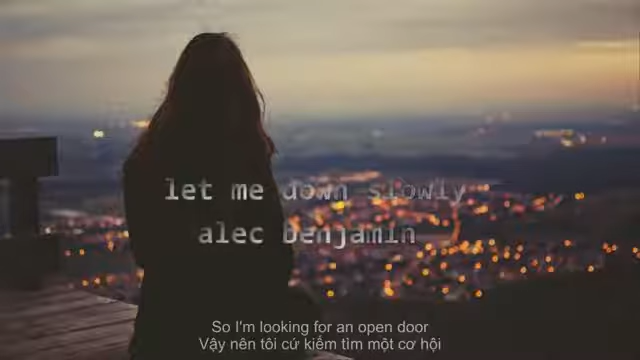 let me down slowly
alec benjamin
So I'm looking for an open door
Vậy nên tôi cứ kiếm tìm một cơ hội